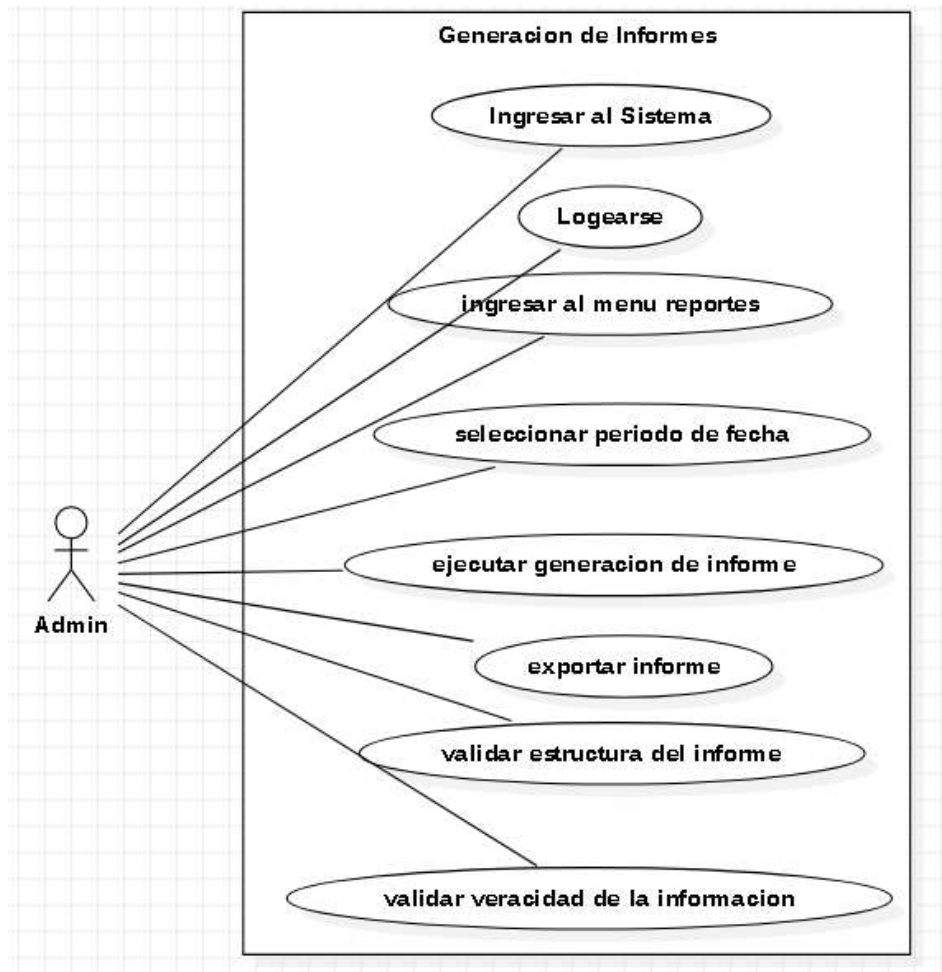 Generacion de Informes
Ingresar al Sistema
Logearse
ingresar al menu reportes
seleccionar periodo de fecha
ejecutar generacion de informe
Admin
exportar informe
validar estructura del informe
validar veracidad de la informacion